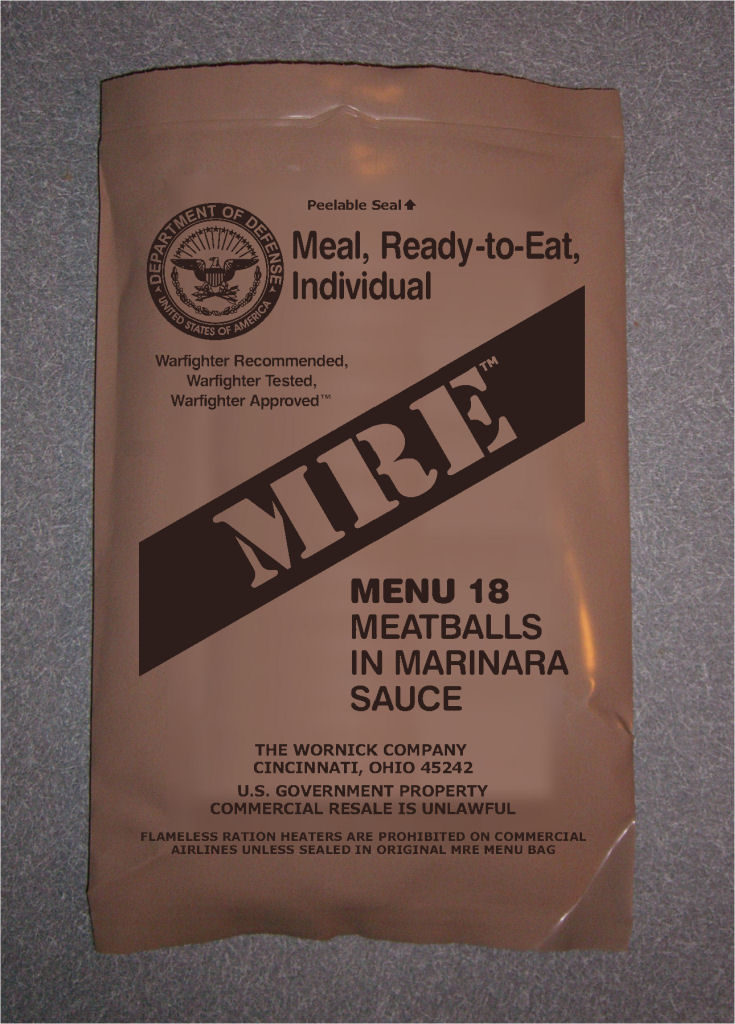 Peelable Seal
DEPARTMENT OF DEFENSE
UNITED STATES OF AMERICA
Meal, Ready-to-Eat,
Individual
Warfighter Recommended,
Warfighter Tested,
Warfighter Approved™
MRE™
MENU 18
MEATBALLS
IN MARINARA
SAUCE
THE WORNICK COMPANY
CINCINNATI, OHIO 45242
U.S. GOVERNMENT PROPERTY
COMMERCIAL RESALE IS UNLAWFUL
FLAMELESS RATION HEATERS ARE PROHIBITED ON COMMERCIAL
AIRLINES UNLESS SEALED IN ORIGINAL MRE MENU BAG